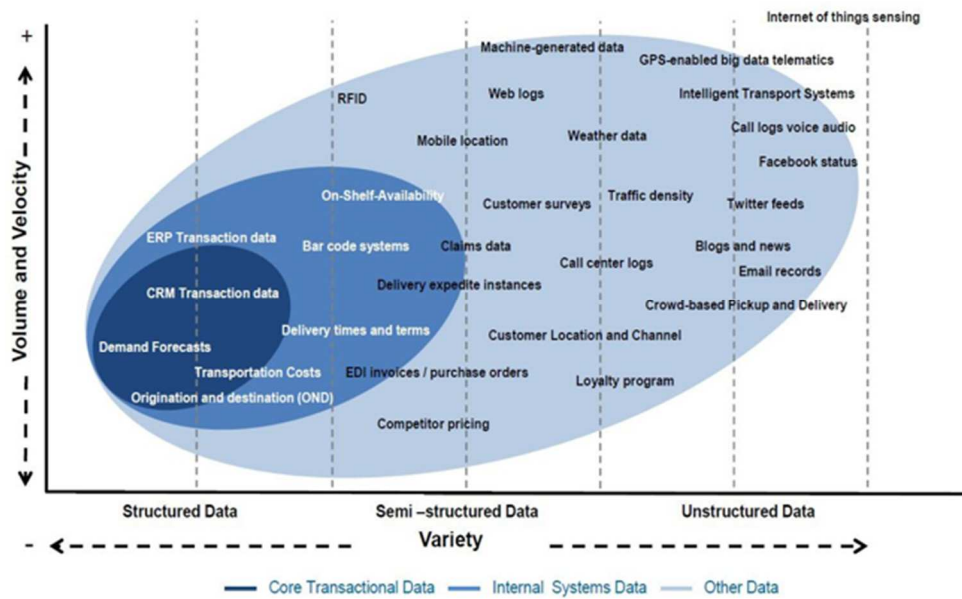 Internet of things sensing
+
Machine-generated data
GPS-enabled big data telematics
RFID
Web logs
Intelligent Transport Systems
Mobile location
Weather data
Call logs voice audio
Facebook status
On-Shelf-Availability
Customer surveys
Traffic density
Twitter feeds
ERP Transaction data
Bar code systems
Claims data
Blogs and news
Call center logs
Email records
CRM Transaction data
Delivery expedite instances
Crowd-based Pickup and Delivery
Delivery times and terms
Customer Location and Channel
Demand Forecasts
Transportation Costs
EDI invoices / purchase orders
Loyalty program
Origination and destination (OND)
Competitor pricing
Volume and Velocity
Structured Data
Semi –structured Data
Unstructured Data
-
Variety
Core Transactional Data
Internal Systems Data
Other Data